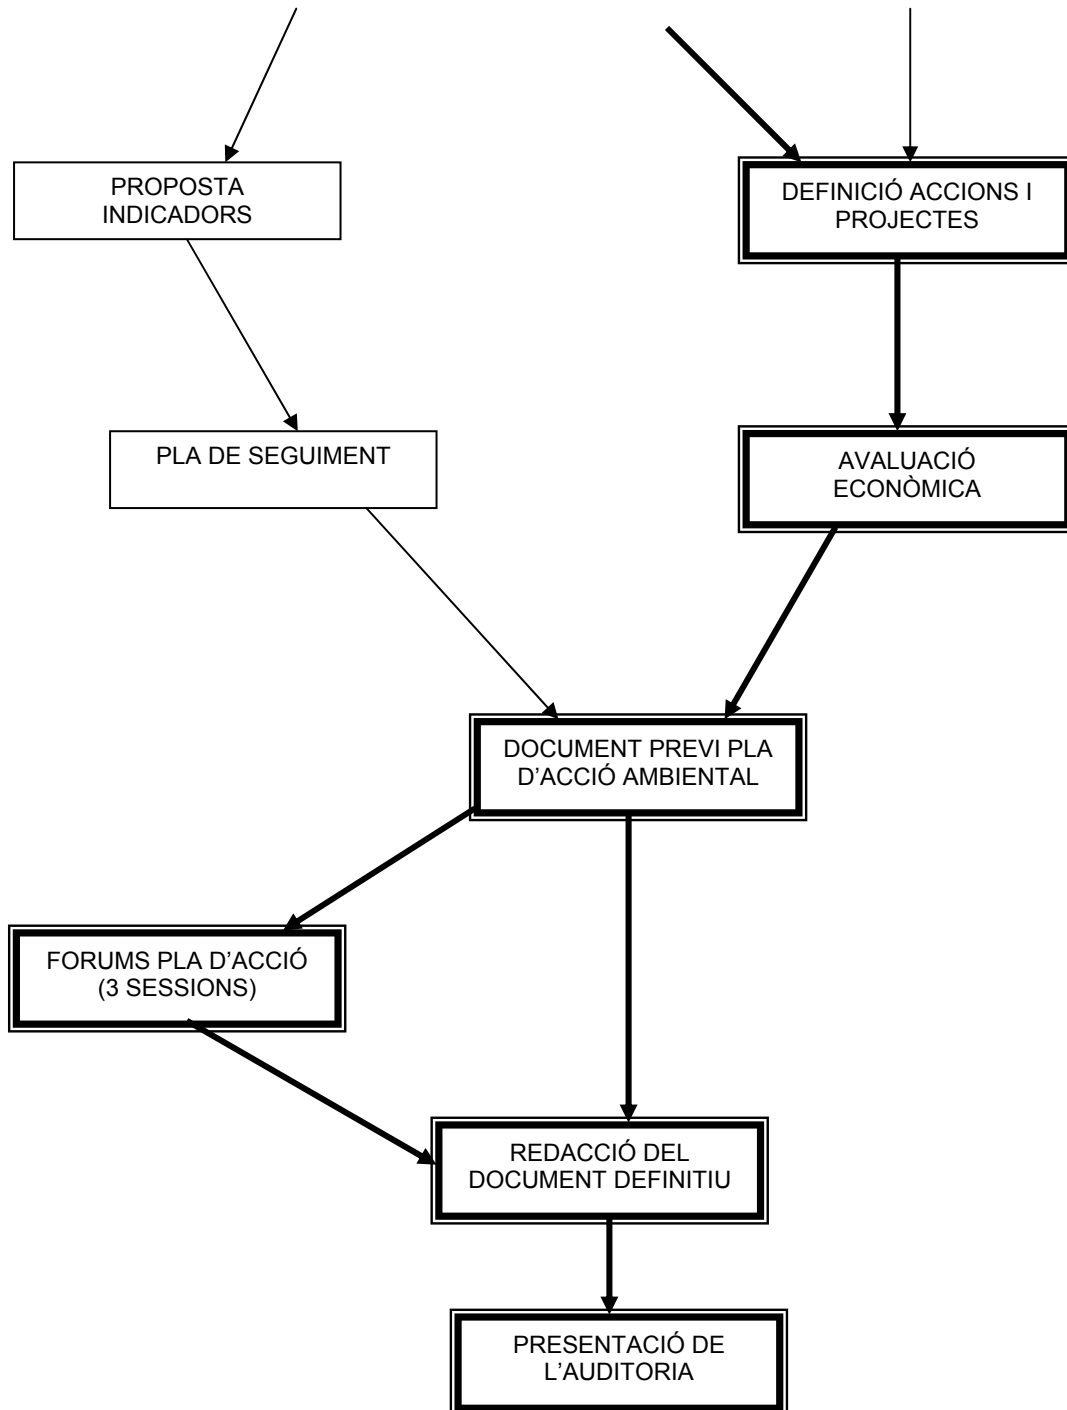 PROPOSTA
INDICADORS
DEFINICIÓ ACCIONS I
PROJECTES
PLA DE SEGUIMENT
AVALUACIÓ
ECONÒMICA
DOCUMENT PREVI PLA
D’ACCIÓ AMBIENTAL
FORUMS PLA D’ACCIÓ
(3 SESSIONS)
REDACCIÓ DEL
DOCUMENT DEFINITIU
PRESENTACIÓ DE
L’AUDITORIA